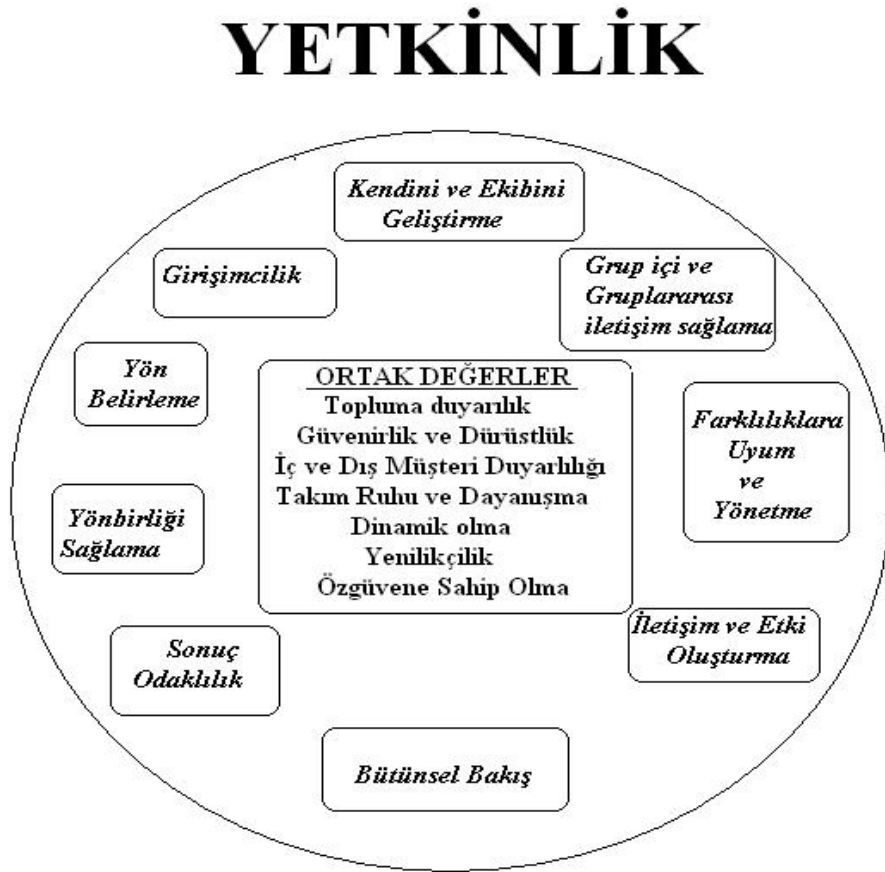 YETKİNLİK
Kendini ve Ekibini
Geliştirme
Girişimcilik
Grup içi ve
Gruplararası
iletişim sağlama
Yön
Belirleme
ORTAK DEĞERLER
Topluma duyarılık
Güvenirlik ve Dürüstlük
İç ve Dış Müşteri Duyarlılığı
Takım Ruhu ve Dayanışma
Dinamik olma
Yenilikçilik
Özgüvene Sahip Olma
Farklılıklara
Uyum
ve
Yönetme
Yönbirliği
Sağlama
Sonuç
Odaklılık
İletişim ve Etki
Oluşturma
Bütünsel Bakış